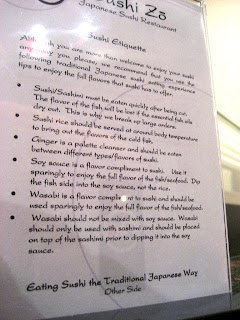 Sushi Zō
Japanese Sushi Restaurant
Sushi Etiquette
Although you are more than welcome to enjoy your sushi
any way you please, we recommend that you use the
following traditional Japanese sushi eating etiquette
tips to enjoy the full flavors that sushi has to offer.
• Sushi/Sashimi must be eaten quickly after being cut.
The flavor of the fish will be lost if the essential fish oils
dry out. This is why we break up large orders.
• Sushi rice should be served at around body temperature
to bring out the flavors of the cold fish.
• Ginger is a palette cleanser and should be eaten
between different types/flavors of sushi.
• Soy sauce is a flavor compliment to sushi. Use it
sparingly to enjoy the full flavor of the fish/seafood. Dip
the fish side into the soy sauce, not the rice.
• Wasabi is a flavor compliment to sushi and should be
used sparingly to enjoy the full flavor of the fish/seafood.
• Wasabi should not be mixed with soy sauce. Wasabi
should only be used with sashimi and should be placed
on top of the sashimi prior to dipping it into the soy
sauce.
Eating Sushi the Traditional Japanese Way
Other Side